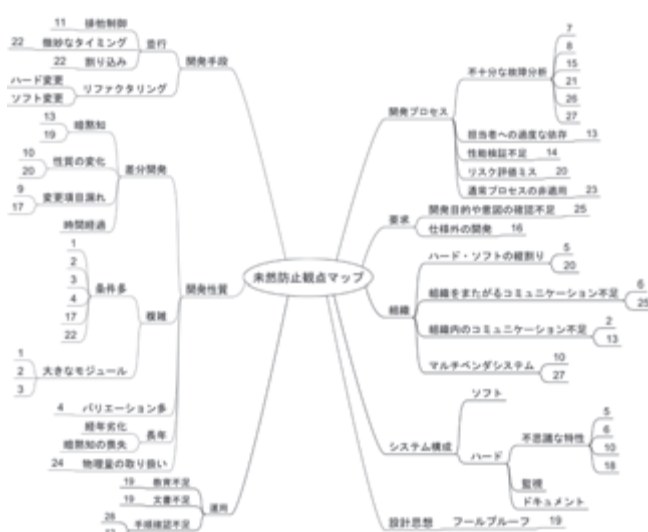 未然防止観点マップ
開発手段
並行
11 排他制御
22 微妙なタイミング
22 割り込み
リファクタリング
ハード変更
ソフト変更
開発性質
差分開発
暗黙知
13
19
性質の変化
10
20
変更項目漏れ
9
17
時間経過
複雑
条件多
1
2
3
4
17
22
大きなモジュール
1
2
3
4 バリエーション多
長年
経年劣化
暗黙知の喪失
24 物理量の取り扱い
運用
19 教育不足
19 文書不足
手順確認不足
26
開発プロセス
不十分な故障分析
7
8
15
21
26
27
担当者への過度な依存 13
性能検証不足 14
リスク評価ミス 20
通常プロセスの非適用 23
要求
開発目的や意図の確認不足 25
仕様外の開発 16
組織
ハード・ソフトの縦割り
5
20
組織をまたがるコミュニケーション不足
6
25
組織内のコミュニケーション不足
2
13
マルチベンダシステム
10
27
システム構成
ソフト
ハード
不思議な特性
5
6
10
18
監視
ドキュメント
設計思想
フールプルーフ 19